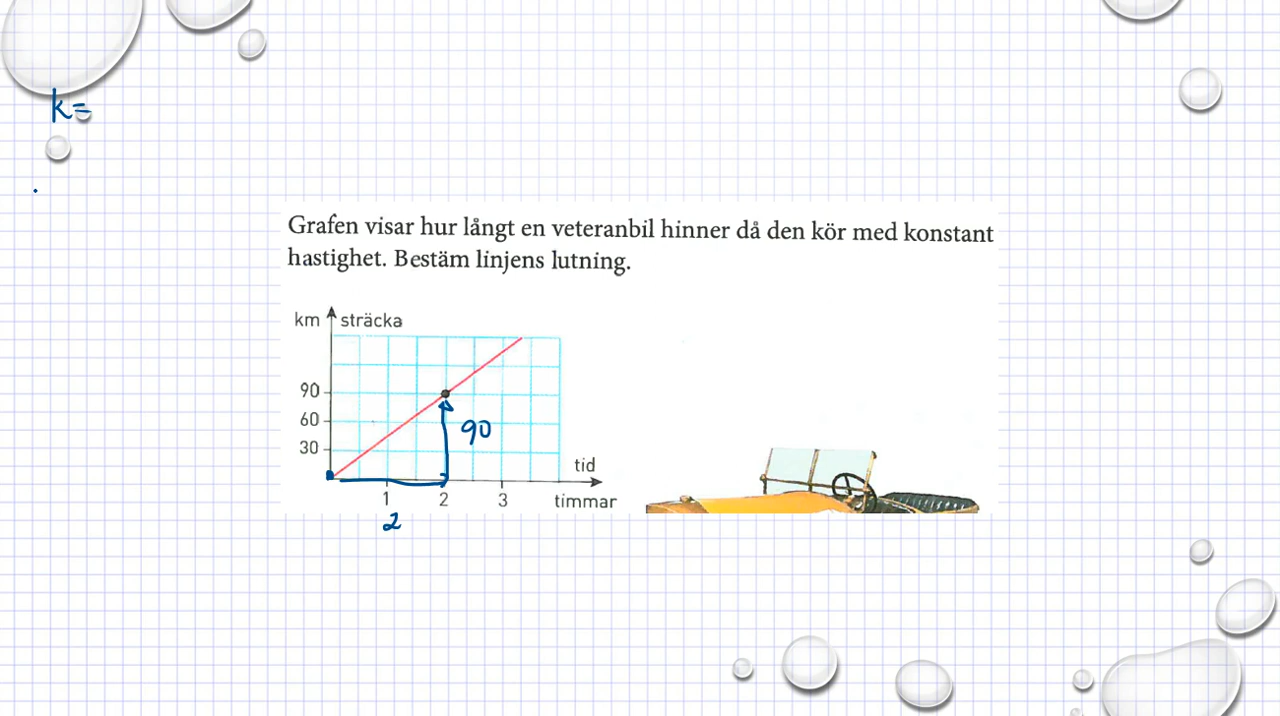 k=
Grafen visar hur långt en veteranbil hinner då den kör med konstant
hastighet. Bestäm linjens lutning.
km sträcka
90
60
30
90
tid
1 2 3 timmar
2